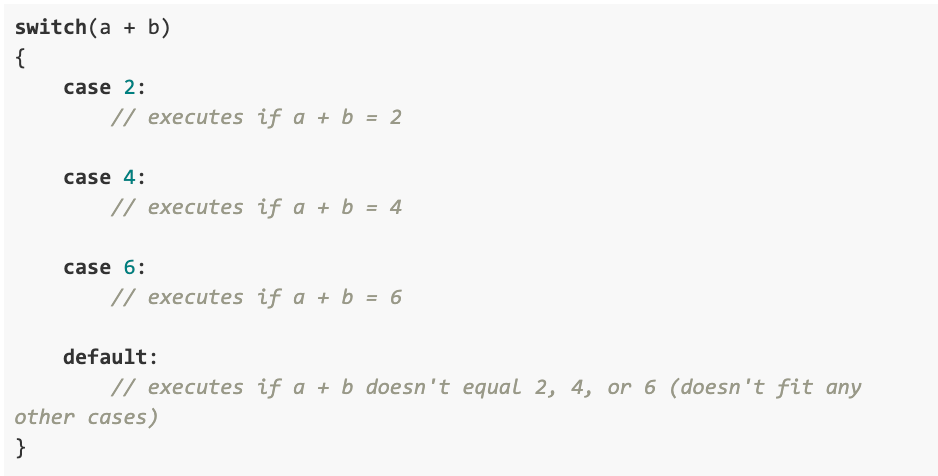 switch(a + b)
{
    case 2:
        // executes if a + b = 2

    case 4:
        // executes if a + b = 4

    case 6:
        // executes if a + b = 6

    default:
        // executes if a + b doesn't equal 2, 4, or 6 (doesn't fit any
other cases)
}